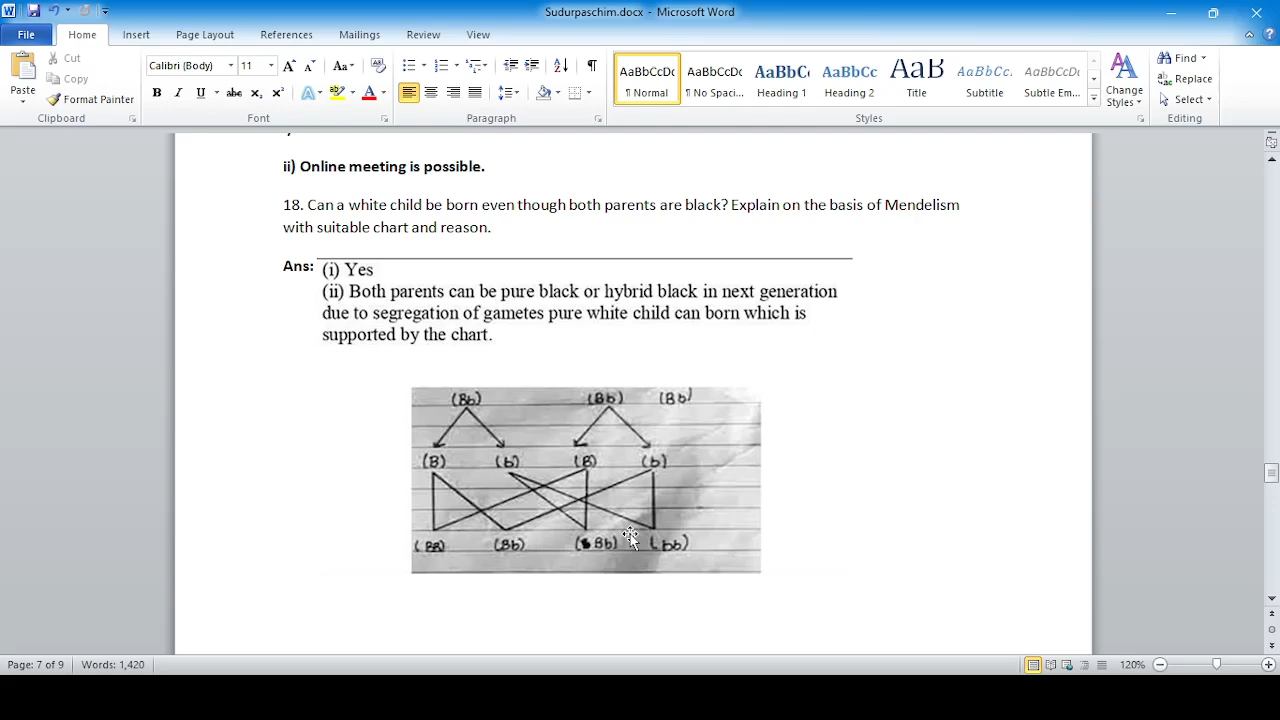 Sudurpaschim.docx - Microsoft Word
File Home Insert Page Layout References Mailings Review View
Paste
Cut
Copy
Format Painter
Clipboard
Calibri (Body) 11
Font
Paragraph
AaBbCcDc AaBbCcDc AaBbC AaBbCc AaB AaBbCc. AaBbCcDc
¶ Normal ¶ No Spaci... Heading 1 Heading 2 Title Subtitle Subtle Em...
Styles
Change
Styles
Find
Replace
Select
Editing
ii) Online meeting is possible.
18. Can a white child be born even though both parents are black? Explain on the basis of Mendelism
with suitable chart and reason.
Ans:
(i) Yes
(ii) Both parents can be pure black or hybrid black in next generation
due to segregation of gametes pure white child can born which is
supported by the chart.
(Bb) (Bb) (Bb)
(B) (b) (B) (b)
(BB) (Bb) (Bb) (bb)
Page: 7 of 9 Words: 1,420 120%